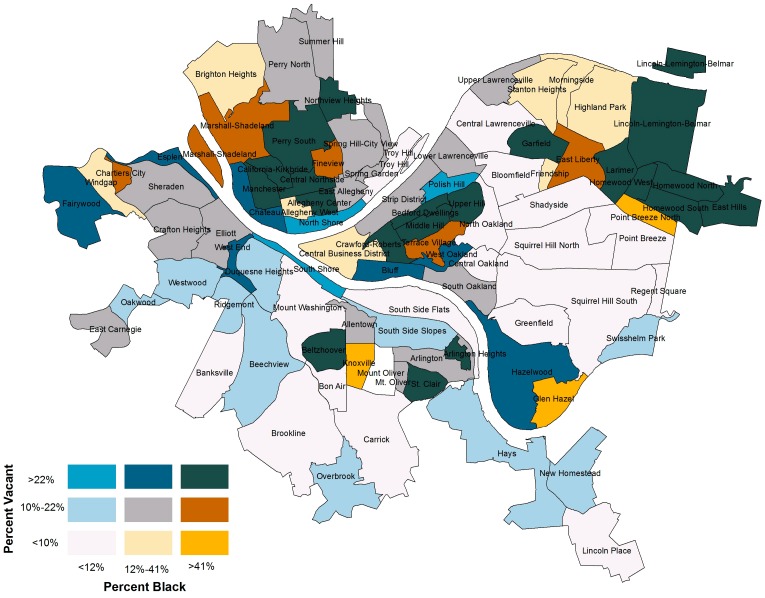 Summer Hill
Perry North
Lincoln-Lemington-Belmar
Brighton Heights
Upper Lawrenceville
Morningside
Stanton Heights
Northview Heights
Highland Park
Marshall-Shadeland
Central Lawrenceville
Lincoln-Lemington-Belmar
Perry South
Spring Hill-City View
Garfield
Troy Hill
Marshall-Shadeland
Esplen
Lower Lawrenceville
East Liberty
Fineview
Troy Hill
Chartiers City
California-Kirkbride
Larimer
Spring Garden
Bloomfield
Friendship
Windgap
Central Northside
Homewood West
Homewood North
Sheraden
Manchester
Polish Hill
East Allegheny
Strip District
Fairywood
Allegheny Center
Upper Hill
Shadyside
Homewood South
East Hills
Chateau
Allegheny West
Bedford Dwellings
Point Breeze North
North Shore
Middle Hill
North Oakland
Crafton Heights
Elliott
Point Breeze
West End
Crawford-Roberts
Terrace Village
Squirrel Hill North
Central Business District
West Oakland
Central Oakland
Duquesne Heights
South Shore
Bluff
Westwood
South Oakland
Regent Square
Oakwood
Ridgemont
Mount Washington
South Side Flats
Squirrel Hill South
East Carnegie
Allentown
South Side Slopes
Greenfield
Swisshelm Park
Beltzhoover
Arlington
Arlington Heights
Beechview
Knoxville
Banksville
Mount Oliver
Hazelwood
Bon Air
Mt. Oliver
St. Clair
Glen Hazel
Brookline
Carrick
Hays
Overbrook
New Homestead
Lincoln Place
Percent Vacant
>22%
10%-22%
<10%
<12%
12%-41%
>41%
Percent Black